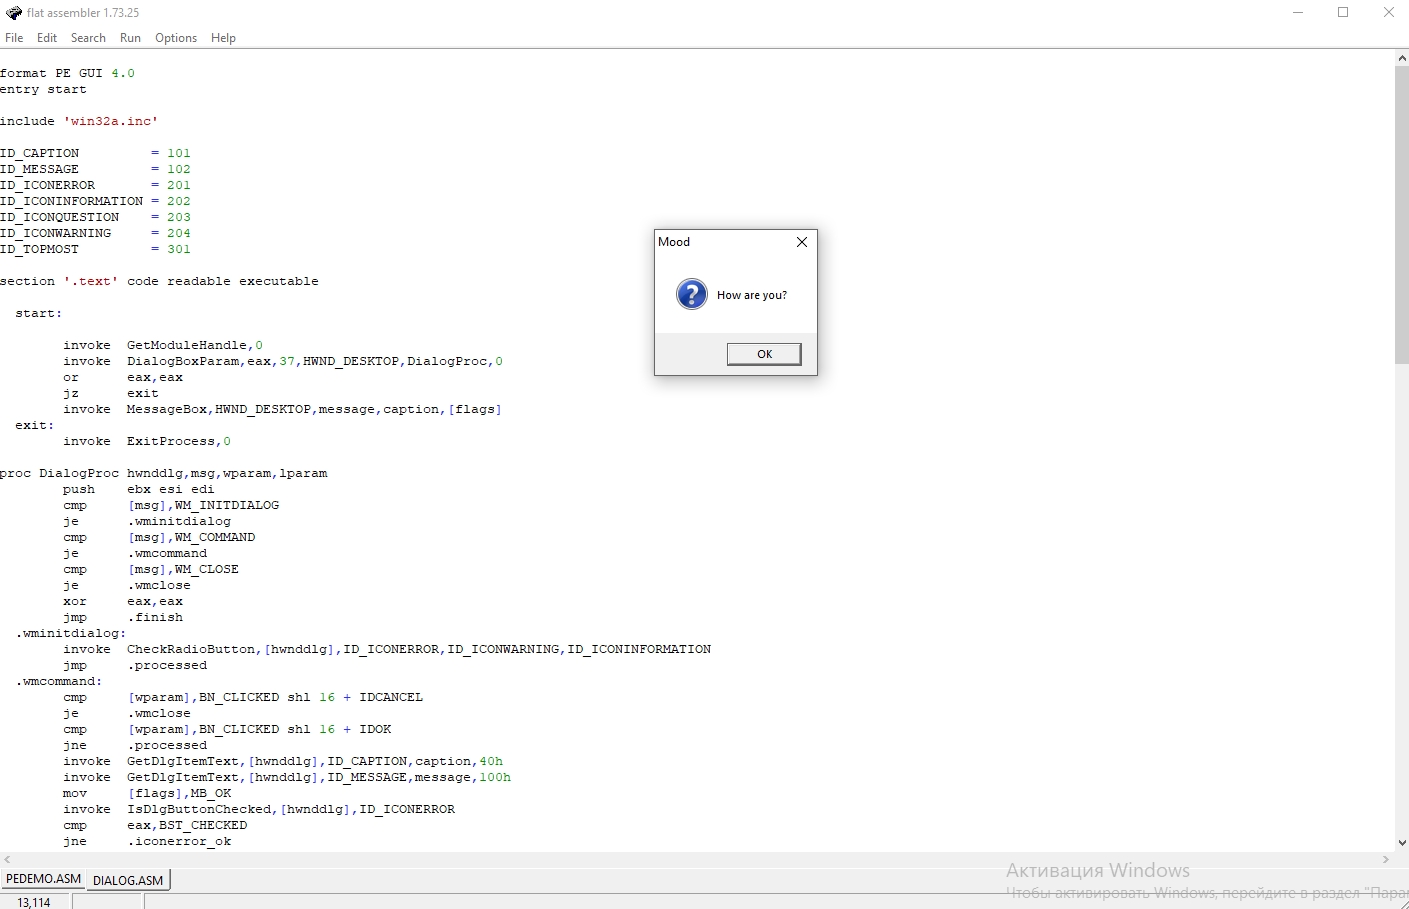 flat assembler 1.73.25
File Edit Search Run Options Help
format PE GUI 4.0
entry start
include 'win32a.inc'
ID_CAPTION = 101
ID_MESSAGE = 102
ID_ICONERROR = 201
ID_ICONINFORMATION = 202
ID_ICONQUESTION = 203
ID_ICONWARNING = 204
ID_TOPMOST = 301
section '.text' code readable executable
start:
invoke GetModuleHandle,0
invoke DialogBoxParam,eax,37,HWND_DESKTOP,DialogProc,0
or eax,eax
jz exit
invoke MessageBox,HWND_DESKTOP,message,caption,[flags]
exit:
invoke ExitProcess,0
proc DialogProc hwnddlg,msg,wparam,lparam
push ebx esi edi
cmp [msg],WM_INITDIALOG
je .wminitdialog
cmp [msg],WM_COMMAND
je .wmcommand
cmp [msg],WM_CLOSE
je .wmclose
xor eax,eax
jmp .finish
.wminitdialog:
invoke CheckRadioButton,[hwnddlg],ID_ICONERROR,ID_ICONWARNING,ID_ICONINFORMATION
jmp .processed
.wmcommand:
cmp [wparam],BN_CLICKED shl 16 + IDCANCEL
je .wmclose
cmp [wparam],BN_CLICKED shl 16 + IDOK
jne .processed
invoke GetDlgItemText,[hwnddlg],ID_CAPTION,caption,40h
invoke GetDlgItemText,[hwnddlg],ID_MESSAGE,message,100h
mov [flags],MB_OK
invoke IsDlgButtonChecked,[hwnddlg],ID_ICONERROR
cmp eax,BST_CHECKED
jne .iconerror_ok
Mood
How are you?
OK
Активация Windows
Чтобы активировать Windows, перейдите в раздел "Пара
PEDEMO.ASM DIALOG.ASM
13,114